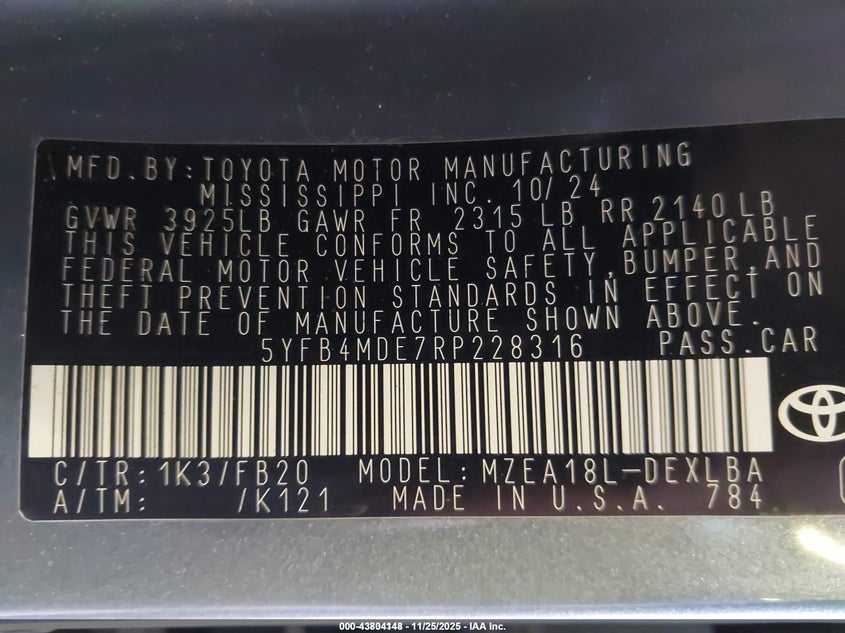 MFD.BY:TOYOTA MOTOR MANUFACTURING
MISSISSIPPI INC. 10/24
GVWR 3925LB GAWR FR 2315 LB RR 2140 LB
THIS VEHICLE CONFORMS TO ALL APPLICABLE
FEDERAL MOTOR VEHICLE SAFETY,BUMPER,AND
THEFT PREVENTION STANDARDS IN EFFECT ON
THE DATE OF MANUFACTURE SHOWN ABOVE.
5YFB4MDE7RP228316 PASS.CAR
C/TR:1K3/FB20 MODEL:MZEA18L-DEXLBA
A/TM: /K121 MADE IN U.S.A. 784
000-43804148 - 11/25/2025 - IAA Inc.